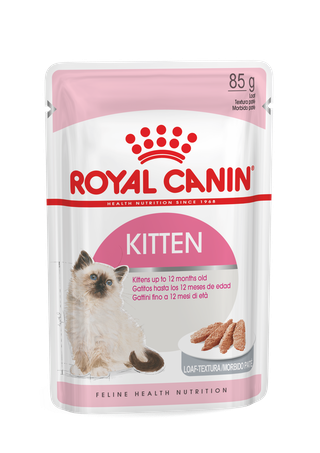 85 g
Loaf
Textura paté
Morbido paté
ROYAL CANIN
HEALTH NUTRITION SINCE 1968
KITTEN
Kittens up to 12 months old
Gatitos hasta los 12 meses de edad
Gattini fino a 12 mesi di età
LOAF-TEXTURA/MORBIDO PATÉ
FELINE HEALTH NUTRITION